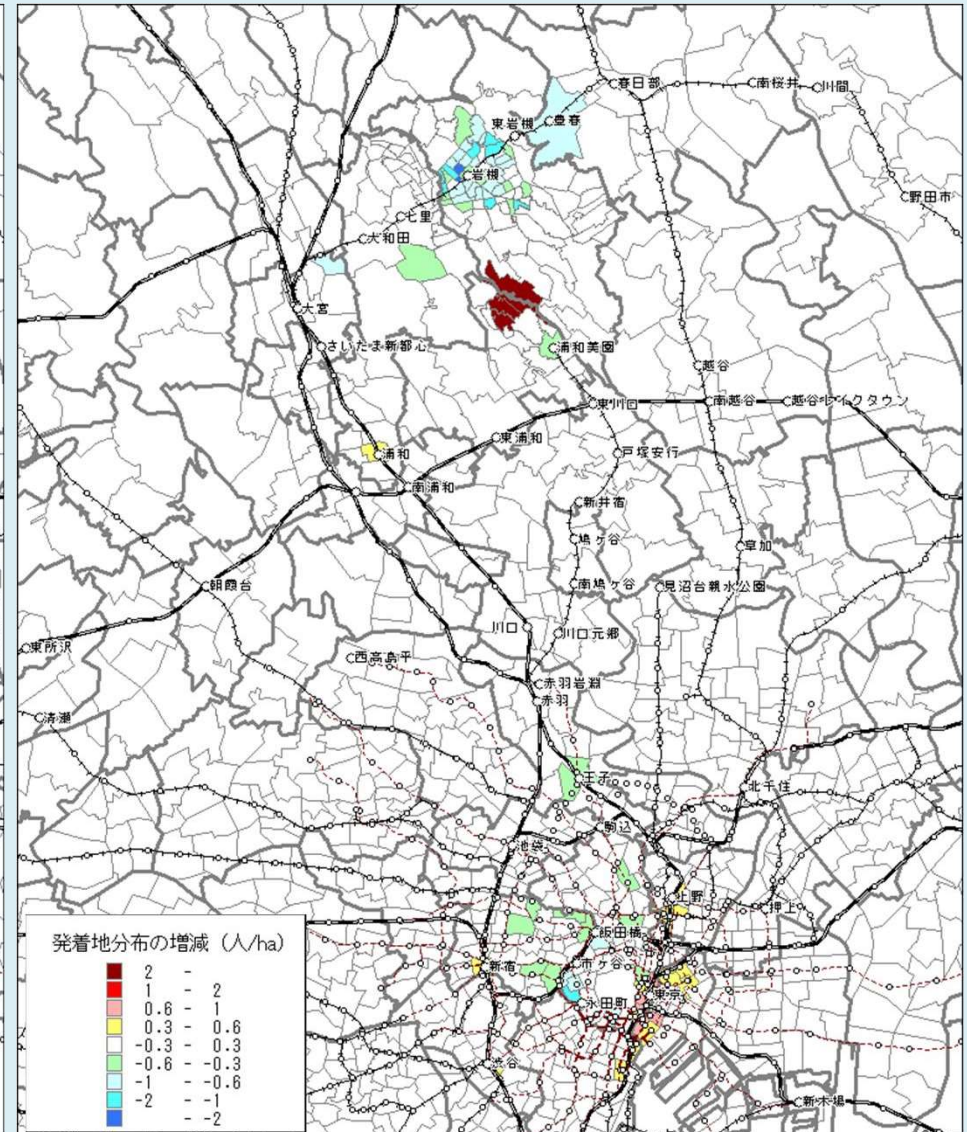 春日部
南桜井
川間
東岩槻
豊春
岩槻
野田市
七里
大和田
大宮
さいたま新都心
浦和美園
越谷
東川口
南越谷
越谷レイクタウン
東浦和
浦和
戸塚安行
南浦和
新井宿
鳩ヶ谷
草加
朝霞台
南鳩ヶ谷
見沼台親水公園
川口
川口元郷
東所沢
西高島平
赤羽岩淵
赤羽
清瀬
王子
北千住
駒込
池袋
上野
押上
飯田橋
新宿
市ヶ谷
東京
永田町
渋谷
新木場
発着地分布の増減（人/ha）
2 -
1 - 2
0.6 - 1
0.3 - 0.6
-0.3 - 0.3
-0.6 - -0.3
-1 - -0.6
-2 - -1
- -2